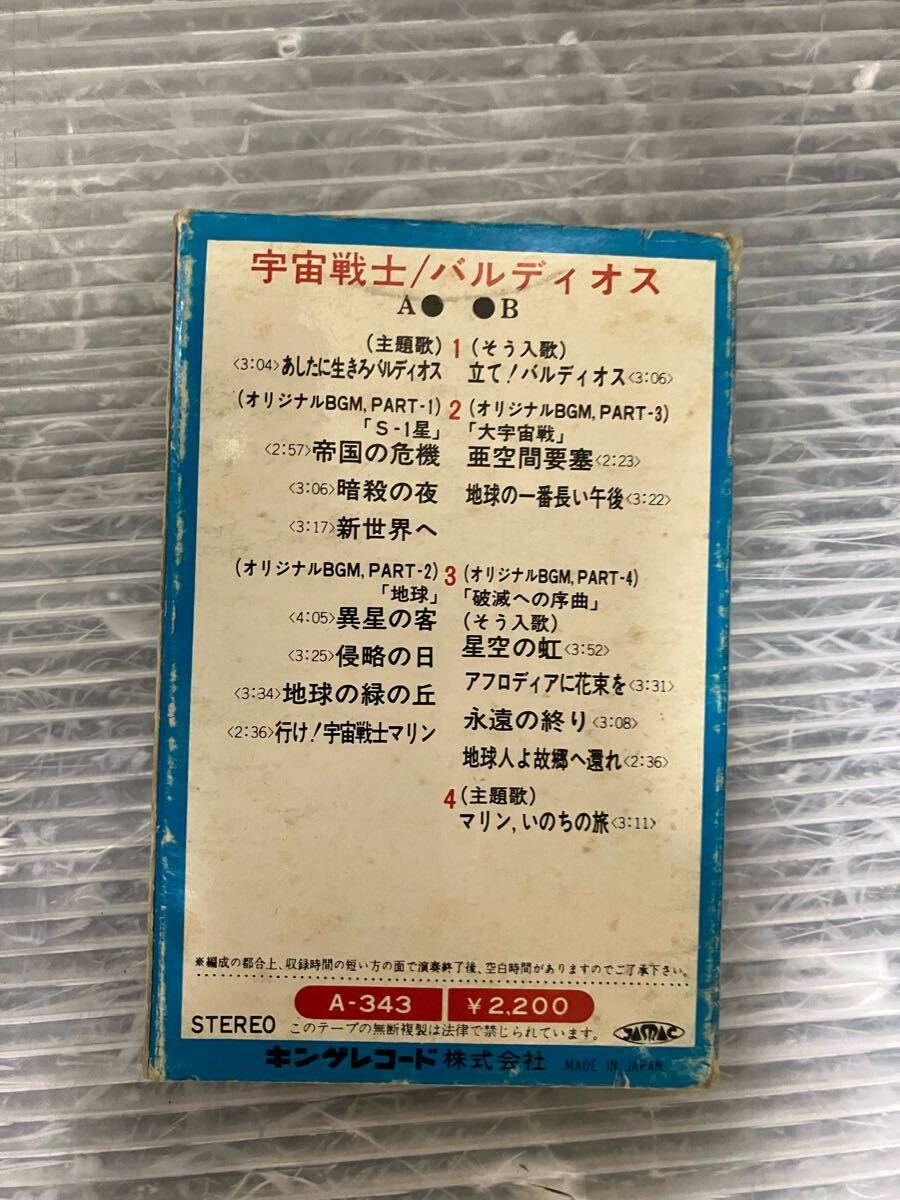 宇宙戦士/バルディオス
A● ●B
(主題歌) 1 (そう入歌)
<3:04>あしたに生きろバルディオス 立て!バルディオス<3:06>
(オリジナルBGM, PART-1) 2 (オリジナルBGM, PART-3)
「S-1星」 「大宇宙戦」
<2:57>帝国の危機 亜空間要塞<2:23>
<3:06>暗殺の夜 地球の一番長い午後<3:22>
<3:17>新世界へ
(オリジナルBGM, PART-2) 3 (オリジナルBGM, PART-4)
「地球」 「破滅への序曲」
<4:05>異星の客 (そう入歌)
星空の虹<3:52>
<3:25>侵略の日 アフロディアに花束を<3:31>
<3:34>地球の緑の丘 永遠の終り<3:08>
<2:36>行け!宇宙戦士マリン 地球人よ故郷へ還れ<2:36>
4 (主題歌)
マリン,いのちの旅<3:11>
※編成の都合上、収録時間の短い方の面で演奏終了後、空白時間がありますのでご了承下さい。
A-343 ¥2,200
STEREO このテープの無断複製は法律で禁じられています。 JASRAC
キングレコード株式会社 MADE IN JAPAN